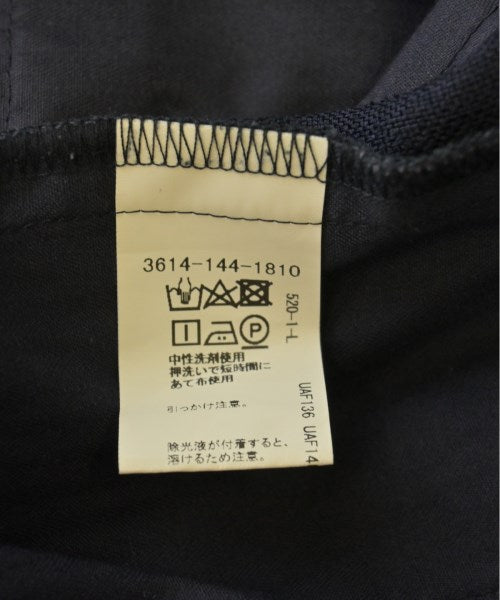 3614-144-1810
P
中性洗剤使用
押洗いで短時間に
あて布使用
引っかけ注意。
除光液が付着すると、
溶けるため注意。
520-1-L
UAF136 UAF14